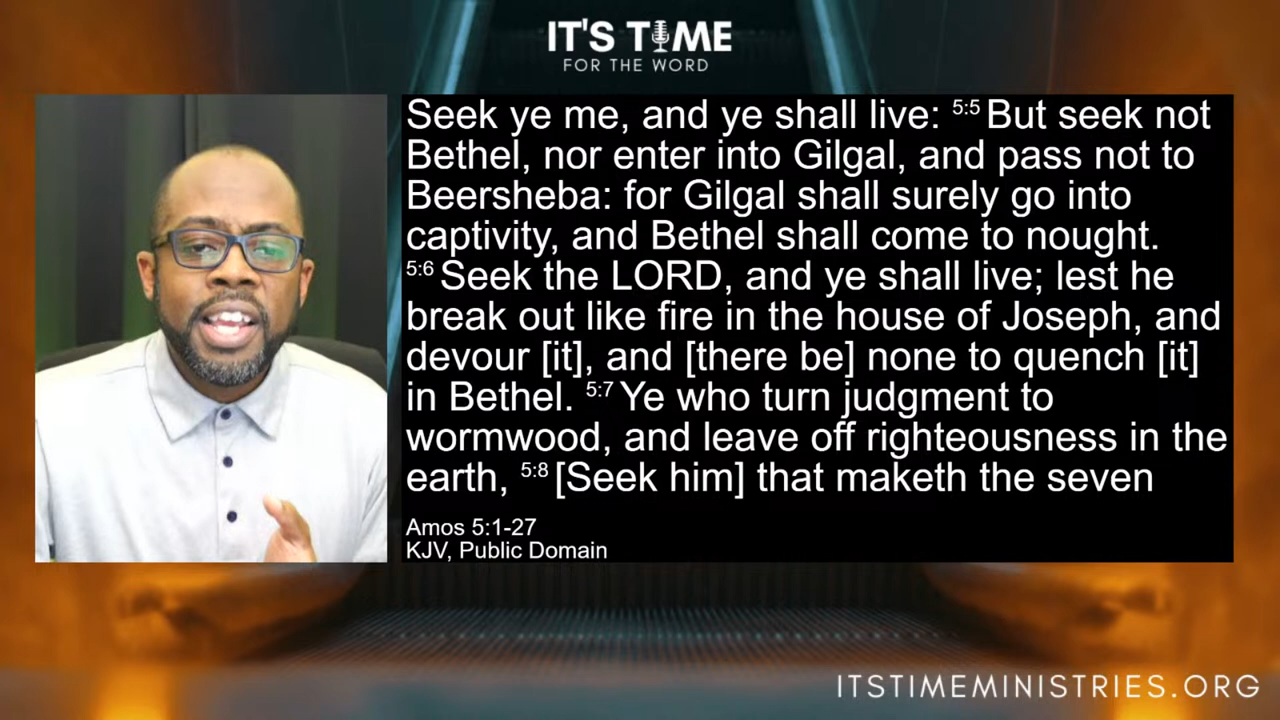 IT'S TIME
FOR THE WORD
Seek ye me, and ye shall live: 5:5 But seek not
Bethel, nor enter into Gilgal, and pass not to
Beersheba: for Gilgal shall surely go into
captivity, and Bethel shall come to nought.
5:6 Seek the LORD, and ye shall live; lest he
break out like fire in the house of Joseph, and
devour [it], and [there be] none to quench [it]
in Bethel. 5:7 Ye who turn judgment to
wormwood, and leave off righteousness in the
earth, 5:8 [Seek him] that maketh the seven
Amos 5:1-27
KJV, Public Domain
ITSTIMEMINISTRIES.ORG